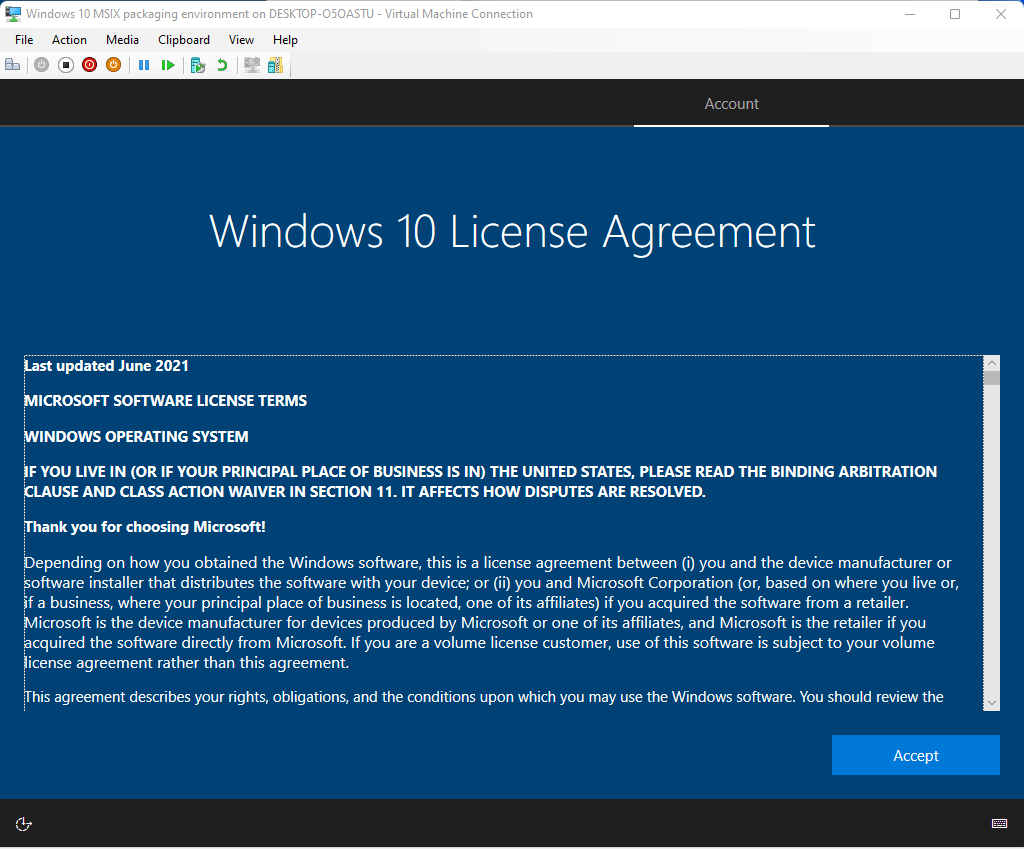 Windows 10 MSIX packaging environment on DESKTOP-O5OASTU - Virtual Machine Connection
File Action Media Clipboard View Help
Account
Windows 10 License Agreement
Last updated June 2021
MICROSOFT SOFTWARE LICENSE TERMS
WINDOWS OPERATING SYSTEM
IF YOU LIVE IN (OR IF YOUR PRINCIPAL PLACE OF BUSINESS IS IN) THE UNITED STATES, PLEASE READ THE BINDING ARBITRATION
CLAUSE AND CLASS ACTION WAIVER IN SECTION 11. IT AFFECTS HOW DISPUTES ARE RESOLVED.
Thank you for choosing Microsoft!
Depending on how you obtained the Windows software, this is a license agreement between (i) you and the device manufacturer or
software installer that distributes the software with your device; or (ii) you and Microsoft Corporation (or, based on where you live or,
if a business, where your principal place of business is located, one of its affiliates) if you acquired the software from a retailer.
Microsoft is the device manufacturer for devices produced by Microsoft or one of its affiliates, and Microsoft is the retailer if you
acquired the software directly from Microsoft. If you are a volume license customer, use of this software is subject to your volume
license agreement rather than this agreement.
This agreement describes your rights, obligations, and the conditions upon which you may use the Windows software. You should review the
Accept